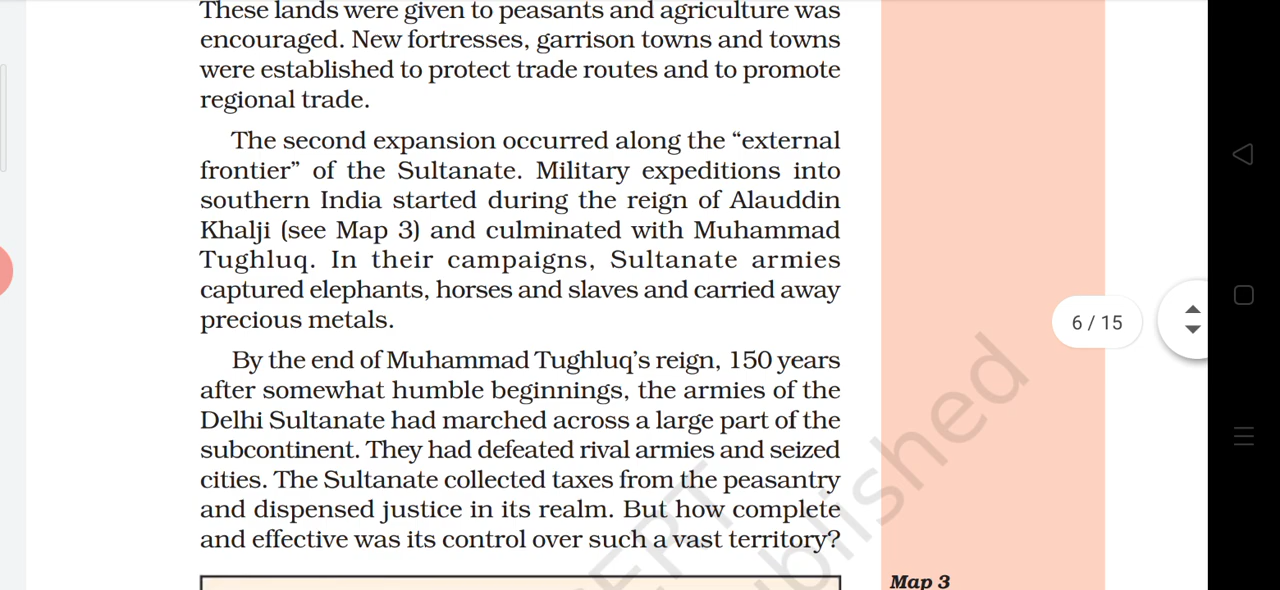 These lands were given to peasants and agriculture was
encouraged. New fortresses, garrison towns and towns
were established to protect trade routes and to promote
regional trade.
The second expansion occurred along the “external
frontier” of the Sultanate. Military expeditions into
southern India started during the reign of Alauddin
Khalji (see Map 3) and culminated with Muhammad
Tughluq. In their campaigns, Sultanate armies
captured elephants, horses and slaves and carried away
precious metals.
By the end of Muhammad Tughluq’s reign, 150 years
after somewhat humble beginnings, the armies of the
Delhi Sultanate had marched across a large part of the
subcontinent. They had defeated rival armies and seized
cities. The Sultanate collected taxes from the peasantry
and dispensed justice in its realm. But how complete
and effective was its control over such a vast territory?
Map 3
6 / 15